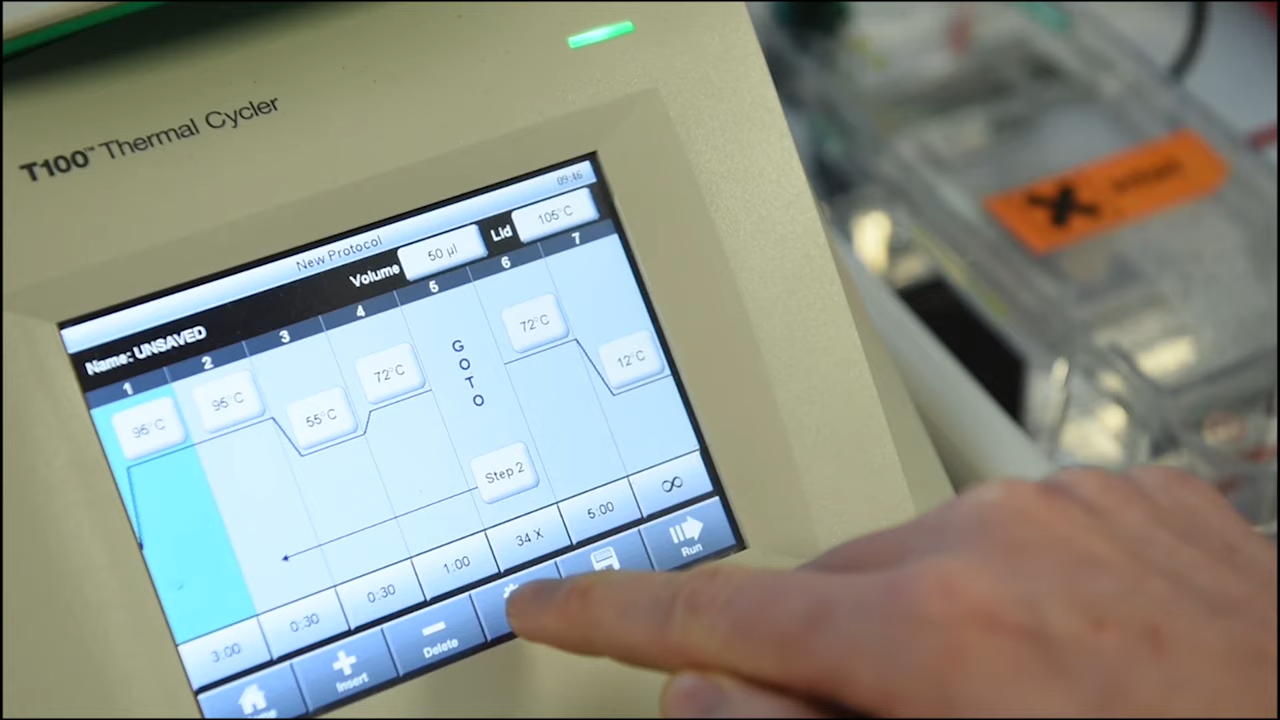 T100™ Thermal Cycler
09:46
New Protocol
Name: UNSAVED Volume 50 µl Lid 105°C
1 2 3 4 5 6 7
95°C 95°C 55°C 72°C GOTO 72°C 12°C
Step 2
3:00 0:30 0:30 1:00 34 X 5:00 ∞
Insert Delete Run